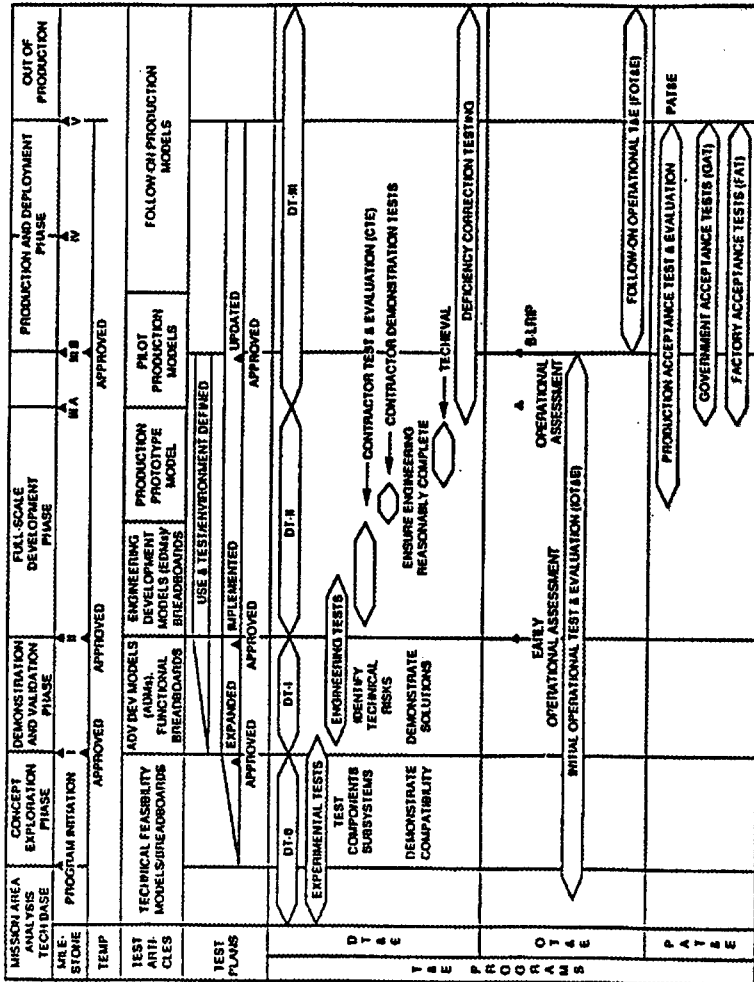 MISSION AREA
ANALYSIS
TECH BASE
CONCEPT
EXPLORATION
PHASE
DEMONSTRATION
AND VALIDATION
PHASE
FULL-SCALE
DEVELOPMENT
PHASE
PRODUCTION AND DEPLOYMENT
PHASE
OUT OF
PRODUCTION
MILE-
STONE
PROGRAM INITIATION
I
II
III A
III B
IV
V
TEMP
APPROVED
APPROVED
APPROVED
TEST
ARTI-
CLES
TECHNICAL FEASIBILITY
MODELS/BREADBOARDS
ADV DEV MODELS
(ADMs),
FUNCTIONAL
BREADBOARDS
ENGINEERING
DEVELOPMENT
MODELS (EDMs)/
BREADBOARDS
PRODUCTION
PROTOTYPE
MODEL
PILOT
PRODUCTION
MODELS
FOLLOW-ON PRODUCTION
MODELS
TEST
PLANS
USE & TEST/ENVIRONMENT DEFINED
EXPANDED
IMPLEMENTED
UPDATED
APPROVED
APPROVED
APPROVED
T&E PROGRAMS
DT&E
DT-0
DT-I
DT-II
DT-III
EXPERIMENTAL TESTS
ENGINEERING TESTS
TEST
COMPONENTS
SUBSYSTEMS
IDENTIFY
TECHNICAL
RISKS
CONTRACTOR TEST & EVALUATION (CTE)
CONTRACTOR DEMONSTRATION TESTS
DEMONSTRATE
COMPATIBILITY
DEMONSTRATE
SOLUTIONS
ENSURE ENGINEERING
REASONABLY COMPLETE
TECHEVAL
DEFICIENCY CORRECTION TESTING
OT&E
EARLY
OPERATIONAL ASSESSMENT
OPERATIONAL
ASSESSMENT
B-LRIP
INITIAL OPERATIONAL TEST & EVALUATION (IOT&E)
FOLLOW-ON OPERATIONAL T&E (FOT&E)
PAT&E
PRODUCTION ACCEPTANCE TEST & EVALUATION
PAT&E
GOVERNMENT ACCEPTANCE TESTS (GAT)
FACTORY ACCEPTANCE TESTS (FAT)